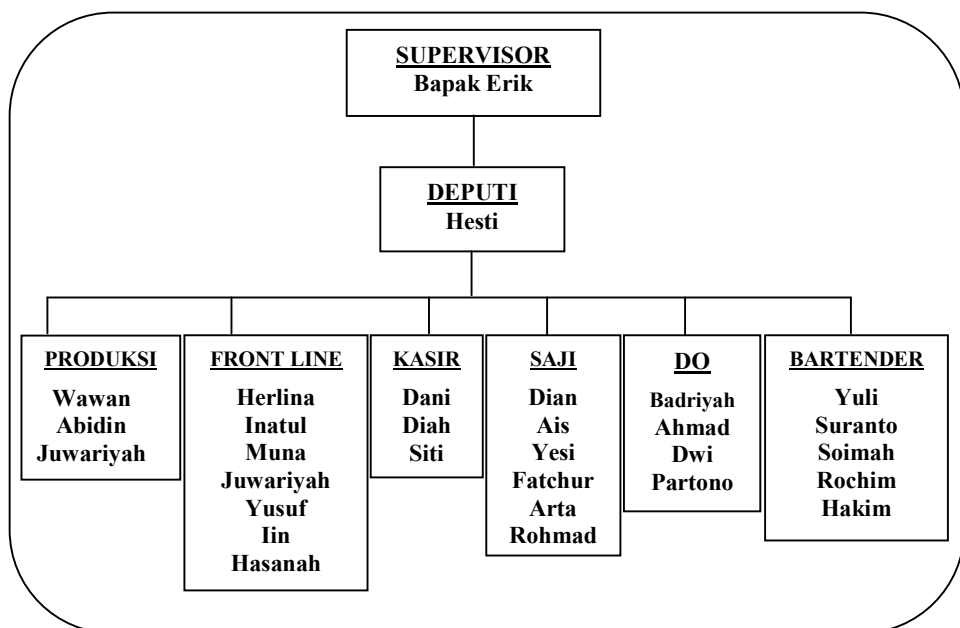 SUPERVISOR
Bapak Erik
DEPUTI
Hesti
PRODUKSI
Wawan
Abidin
Juwariyah
FRONT LINE
Herlina
Inatul
Muna
Juwariyah
Yusuf
Iin
Hasanah
KASIR
Dani
Diah
Siti
SAJI
Dian
Ais
Yesi
Fatchur
Arta
Rohmad
DO
Badriyah
Ahmad
Dwi
Partono
BARTENDER
Yuli
Suranto
Soimah
Rochim
Hakim